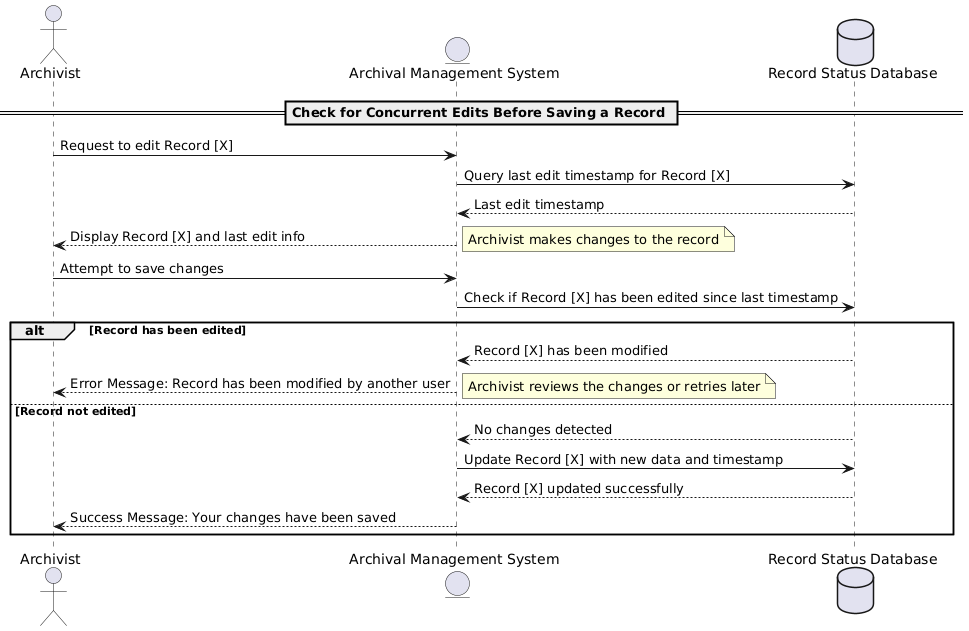 Archivist
Archival Management System
Record Status Database
Check for Concurrent Edits Before Saving a Record
Request to edit Record [X]
Query last edit timestamp for Record [X]
Last edit timestamp
Display Record [X] and last edit info
Archivist makes changes to the record
Attempt to save changes
Check if Record [X] has been edited since last timestamp
alt
[Record has been edited]
Record [X] has been modified
Error Message: Record has been modified by another user
Archivist reviews the changes or retries later
[Record not edited]
No changes detected
Update Record [X] with new data and timestamp
Record [X] updated successfully
Success Message: Your changes have been saved
Archivist
Archival Management System
Record Status Database